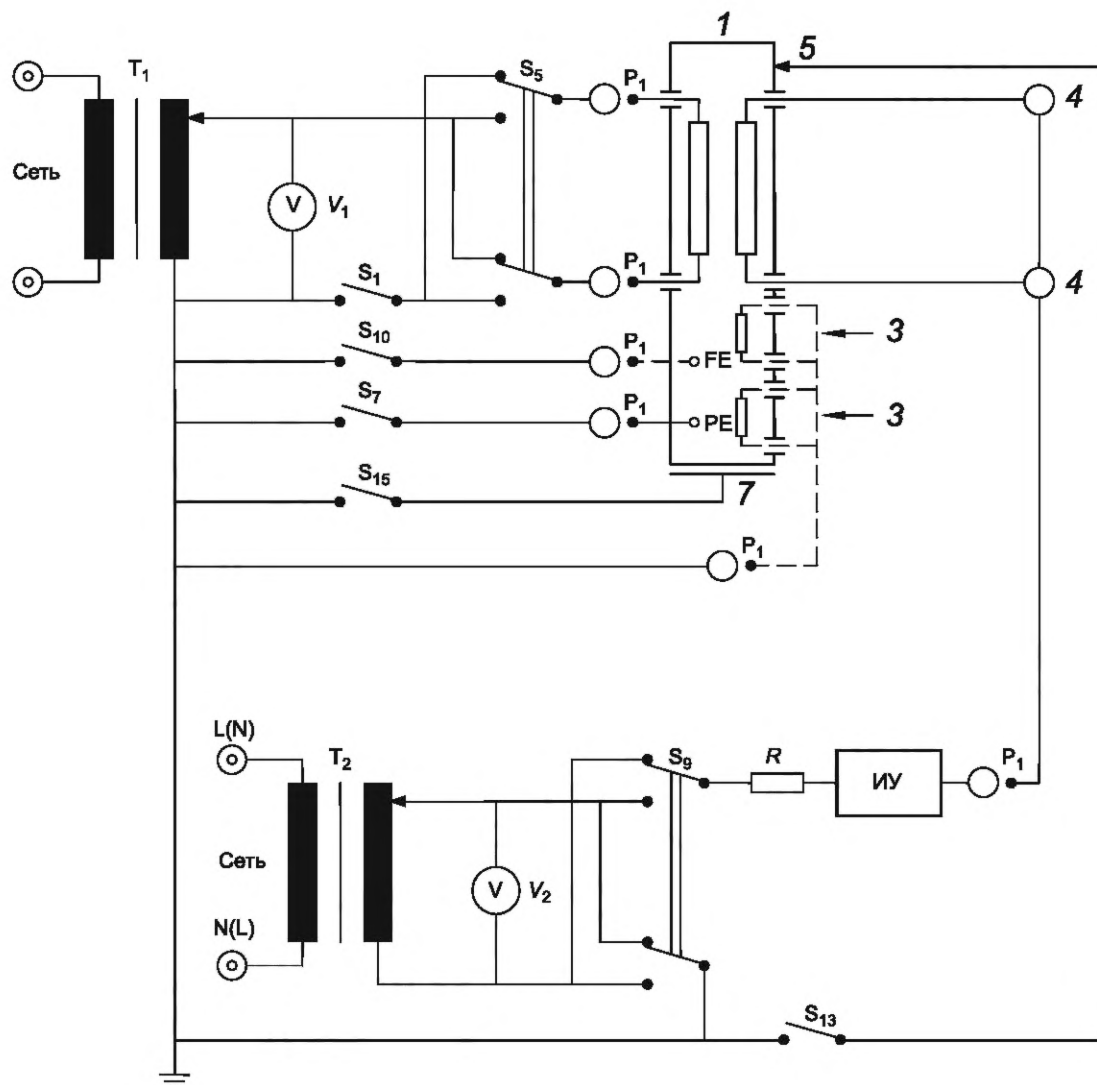 1
5
T₁
S₅
P₁
4
Сеть
V
V₁
P₁
4
S₁
S₁₀
P₁
FE
3
S₇
P₁
PE
3
S₁₅
7
P₁
L(N)
T₂
S₉
R
ИУ
P₁
Сеть
V
V₂
N(L)
S₁₃